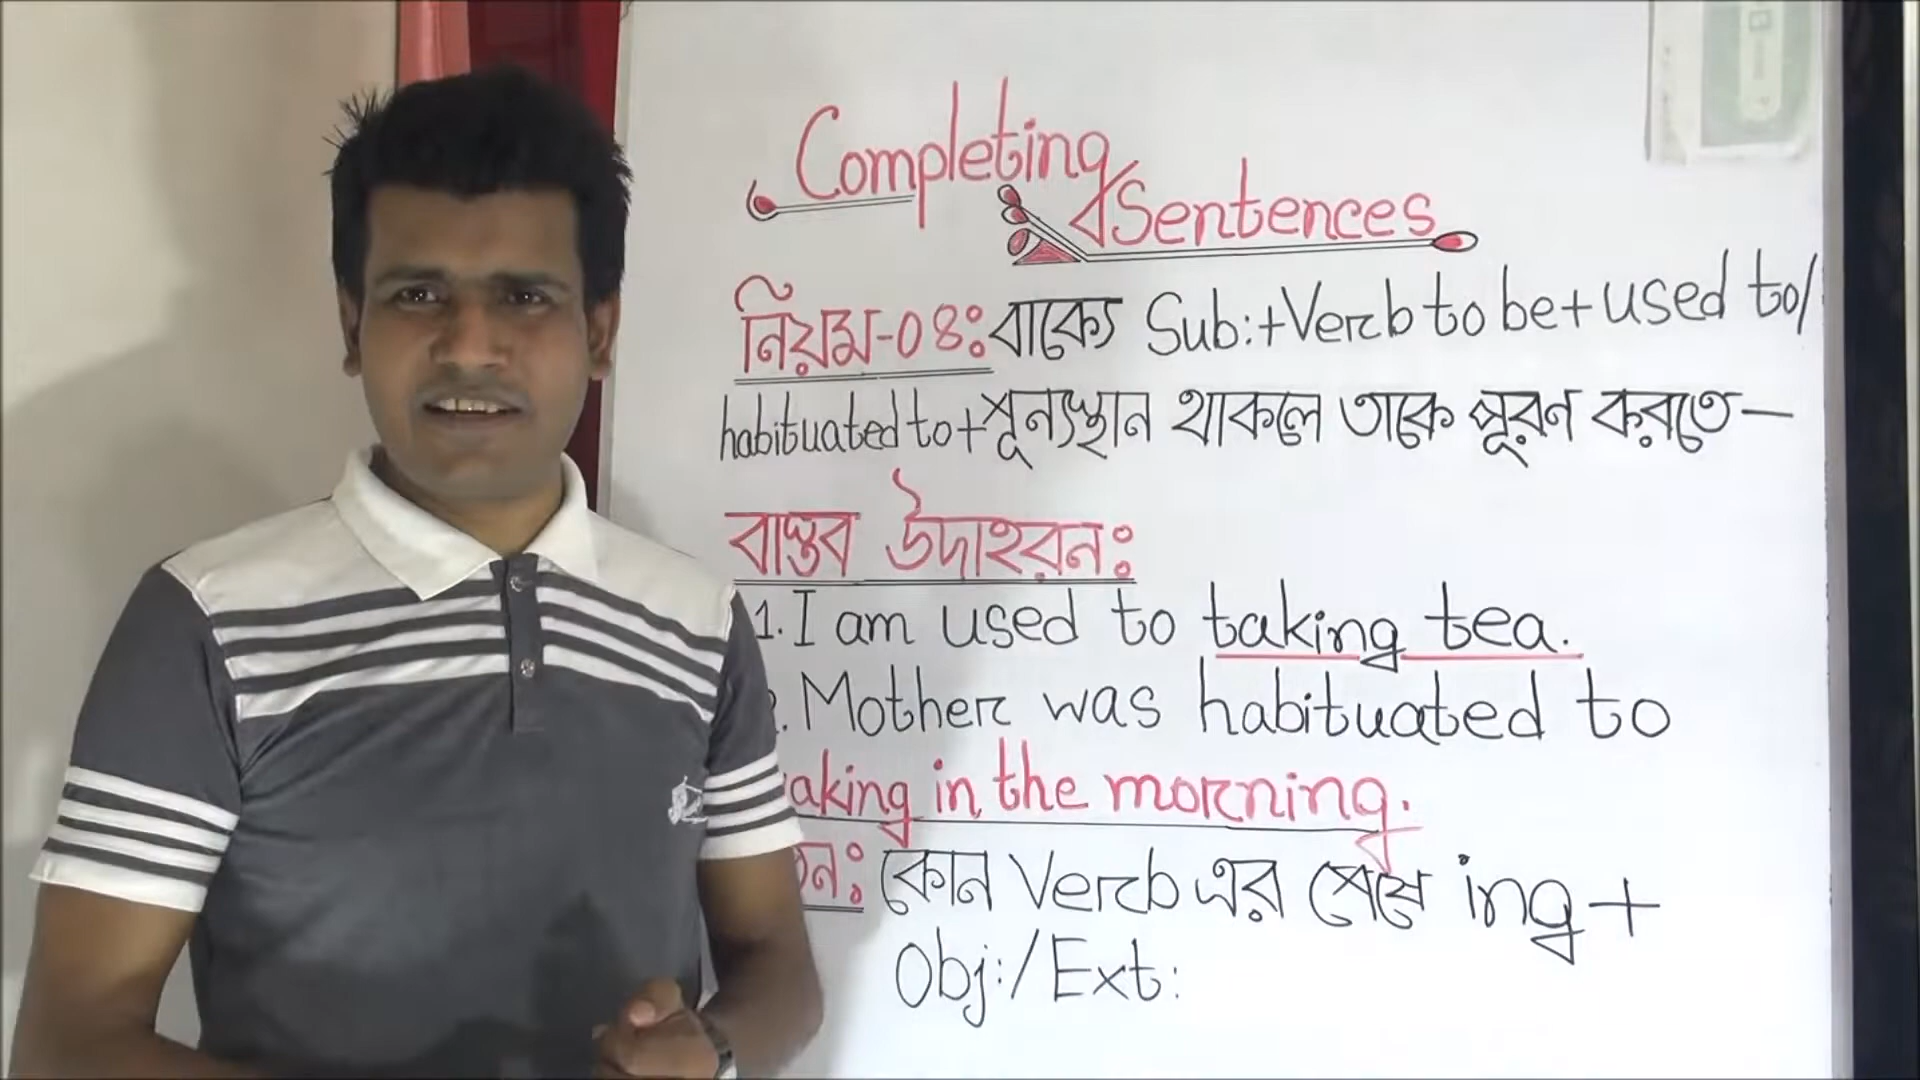 Completing
Sentences
নিয়ম-০৪ঃ বাক্যে Sub:+Verb to be+used to/
habituated to+শূন্যস্থান থাকলে তাকে পূরণ করতে—
বাস্তব উদাহরনঃ
1. I am used to taking tea.
. Mother was habituated to
aking in the morning.
নঃ কোন Verb এর শেষে ing +
Obj:/Ext: